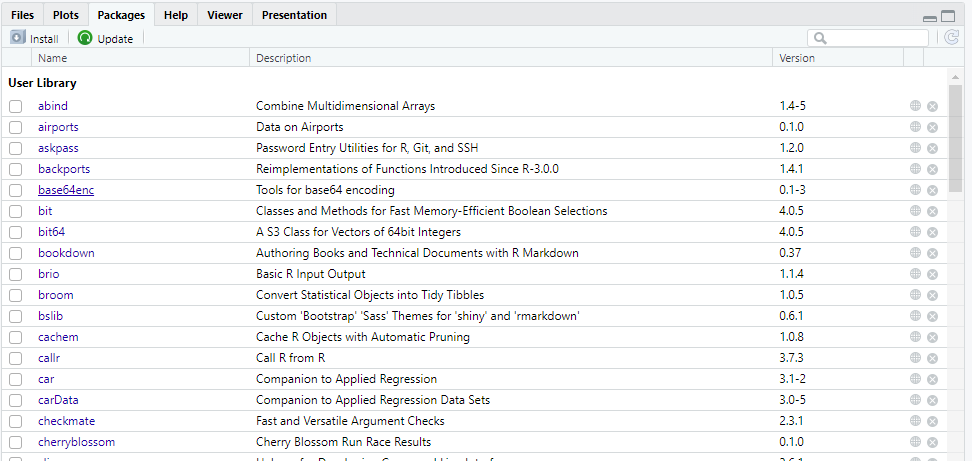 Files Plots Packages Help Viewer Presentation
Install Update
Name Description Version
User Library
abind Combine Multidimensional Arrays 1.4-5
airports Data on Airports 0.1.0
askpass Password Entry Utilities for R, Git, and SSH 1.2.0
backports Reimplementations of Functions Introduced Since R-3.0.0 1.4.1
base64enc Tools for base64 encoding 0.1-3
bit Classes and Methods for Fast Memory-Efficient Boolean Selections 4.0.5
bit64 A S3 Class for Vectors of 64bit Integers 4.0.5
bookdown Authoring Books and Technical Documents with R Markdown 0.37
brio Basic R Input Output 1.1.4
broom Convert Statistical Objects into Tidy Tibbles 1.0.5
bslib Custom 'Bootstrap' 'Sass' Themes for 'shiny' and 'rmarkdown' 0.6.1
cachem Cache R Objects with Automatic Pruning 1.0.8
callr Call R from R 3.7.3
car Companion to Applied Regression 3.1-2
carData Companion to Applied Regression Data Sets 3.0-5
checkmate Fast and Versatile Argument Checks 2.3.1
cherryblossom Cherry Blossom Run Race Results 0.1.0